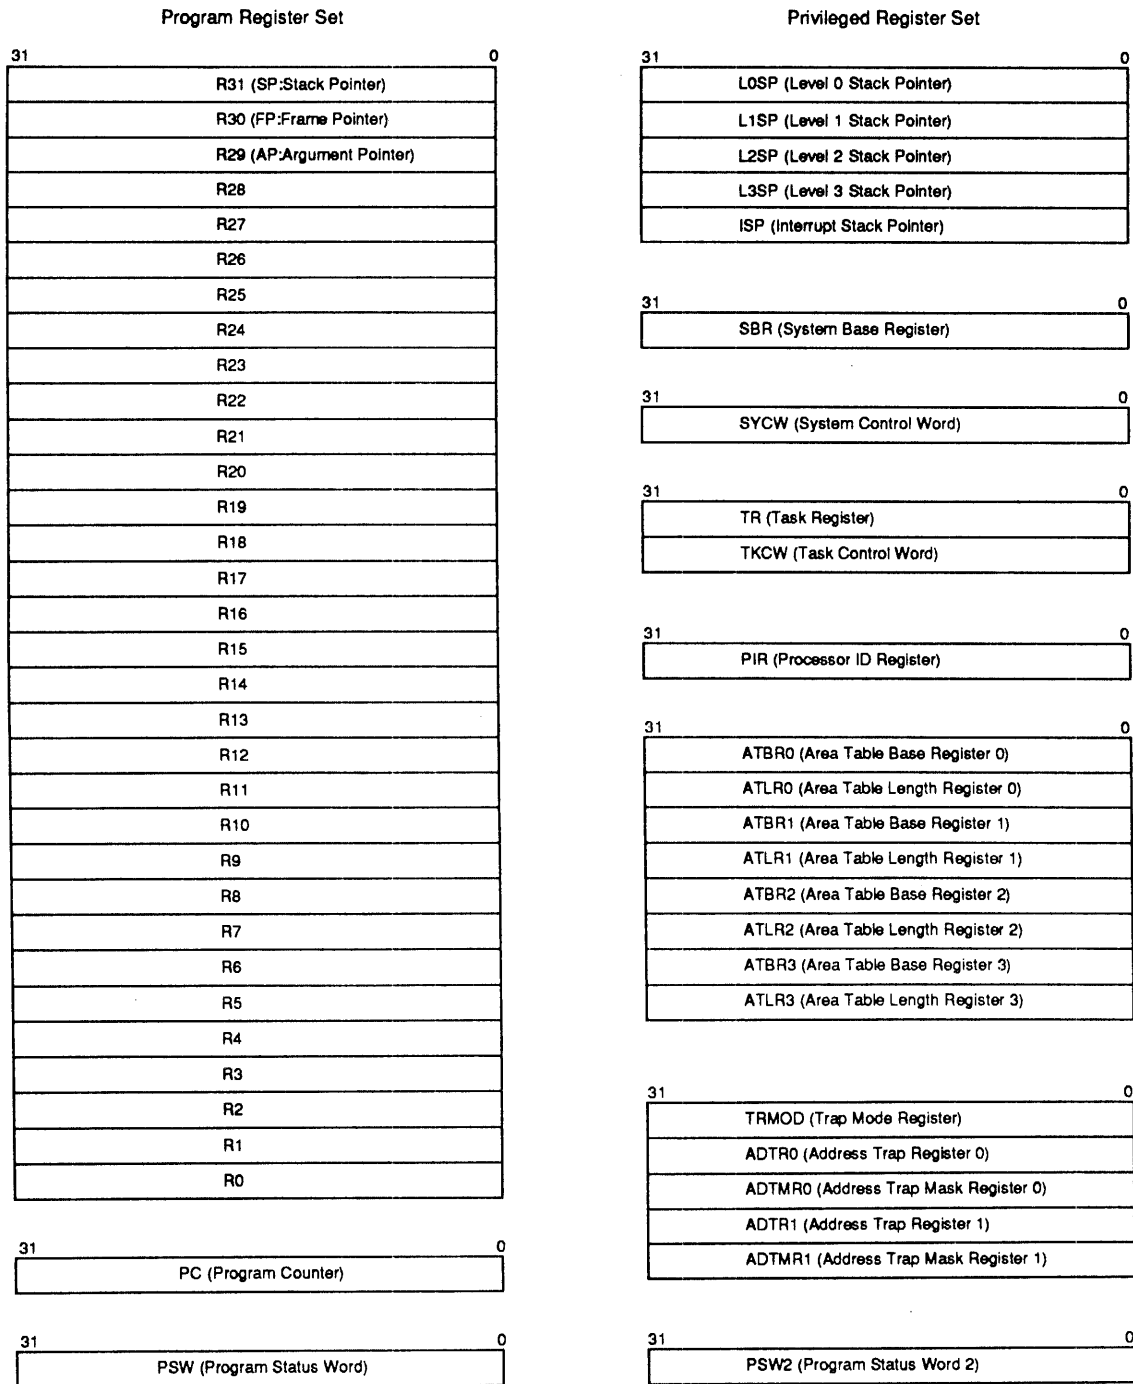 Program Register Set
31 0
R31 (SP:Stack Pointer)
R30 (FP:Frame Pointer)
R29 (AP:Argument Pointer)
R28
R27
R26
R25
R24
R23
R22
R21
R20
R19
R18
R17
R16
R15
R14
R13
R12
R11
R10
R9
R8
R7
R6
R5
R4
R3
R2
R1
R0
31 0
PC (Program Counter)
31 0
PSW (Program Status Word)
Privileged Register Set
31 0
L0SP (Level 0 Stack Pointer)
L1SP (Level 1 Stack Pointer)
L2SP (Level 2 Stack Pointer)
L3SP (Level 3 Stack Pointer)
ISP (Interrupt Stack Pointer)
31 0
SBR (System Base Register)
31 0
SYCW (System Control Word)
31 0
TR (Task Register)
TKCW (Task Control Word)
31 0
PIR (Processor ID Register)
31 0
ATBR0 (Area Table Base Register 0)
ATLR0 (Area Table Length Register 0)
ATBR1 (Area Table Base Register 1)
ATLR1 (Area Table Length Register 1)
ATBR2 (Area Table Base Register 2)
ATLR2 (Area Table Length Register 2)
ATBR3 (Area Table Base Register 3)
ATLR3 (Area Table Length Register 3)
31 0
TRMOD (Trap Mode Register)
ADTR0 (Address Trap Register 0)
ADTMR0 (Address Trap Mask Register 0)
ADTR1 (Address Trap Register 1)
ADTMR1 (Address Trap Mask Register 1)
31 0
PSW2 (Program Status Word 2)